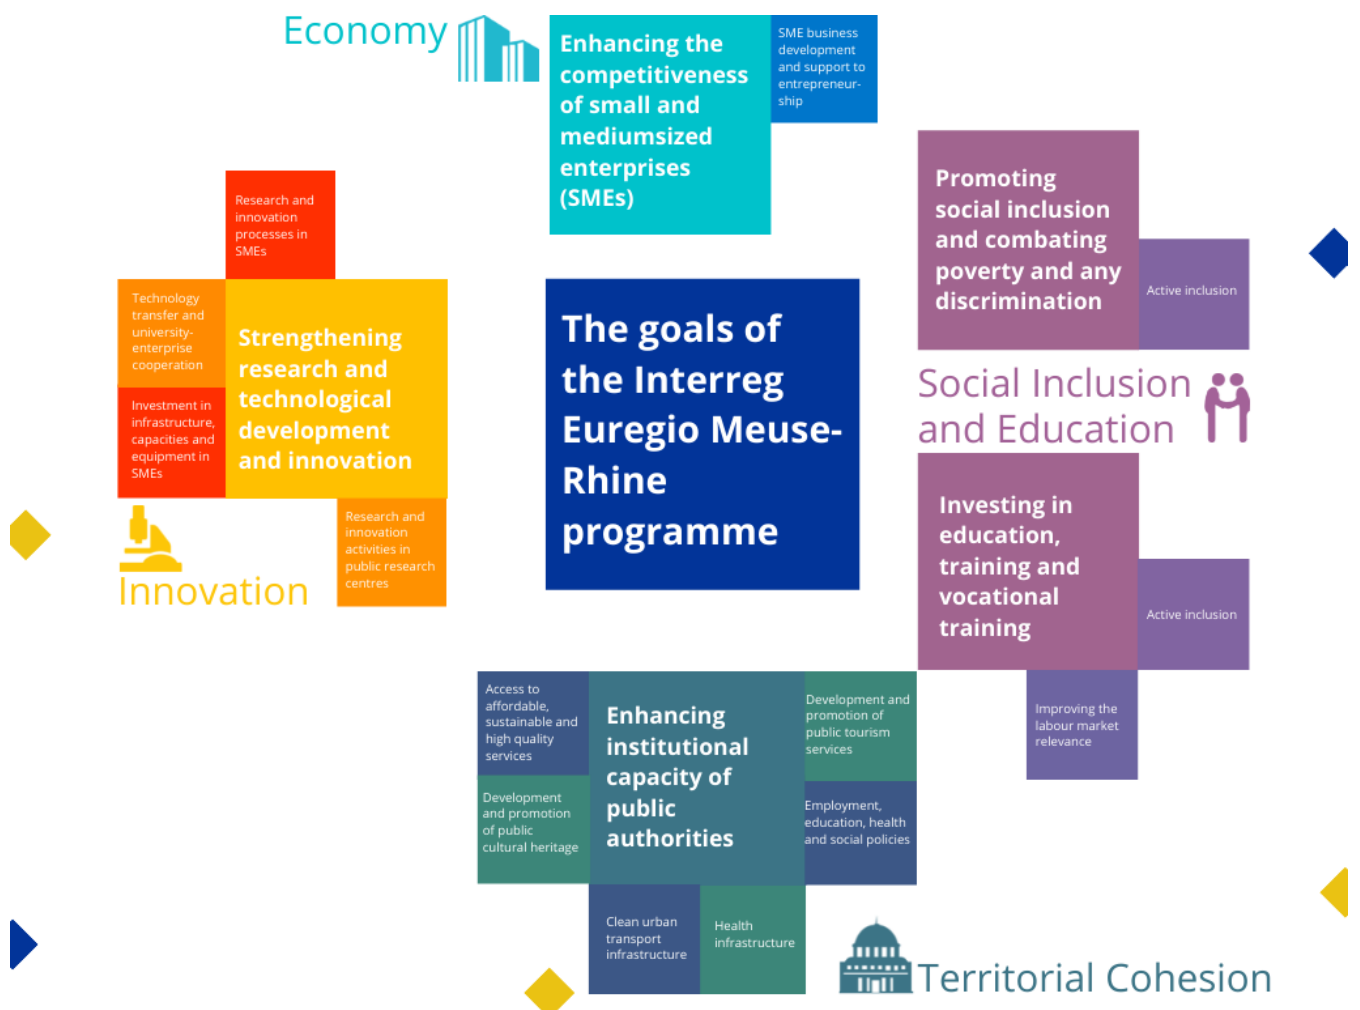 Economy
Enhancing the
competitiveness
of small and
mediumsized
enterprises
(SMEs)
SME business
development
and support to
entrepreneur-
ship
Research and
innovation
processes in
SMEs
Technology
transfer and
university-
enterprise
cooperation
Investment in
infrastructure,
capacities and
equipment in
SMEs
Strengthening
research and
technological
development
and innovation
Research and
innovation
activities in
public research
centres
Innovation
The goals of
the Interreg
Euregio Meuse-
Rhine
programme
Promoting
social inclusion
and combating
poverty and any
discrimination
Active inclusion
Social Inclusion
and Education
Investing in
education,
training and
vocational
training
Active inclusion
Improving the
labour market
relevance
Access to
affordable,
sustainable and
high quality
services
Development
and promotion
of public
cultural heritage
Enhancing
institutional
capacity of
public
authorities
Development and
promotion of
public tourism
services
Employment,
education, health
and social policies
Clean urban
transport
infrastructure
Health
infrastructure
Territorial Cohesion